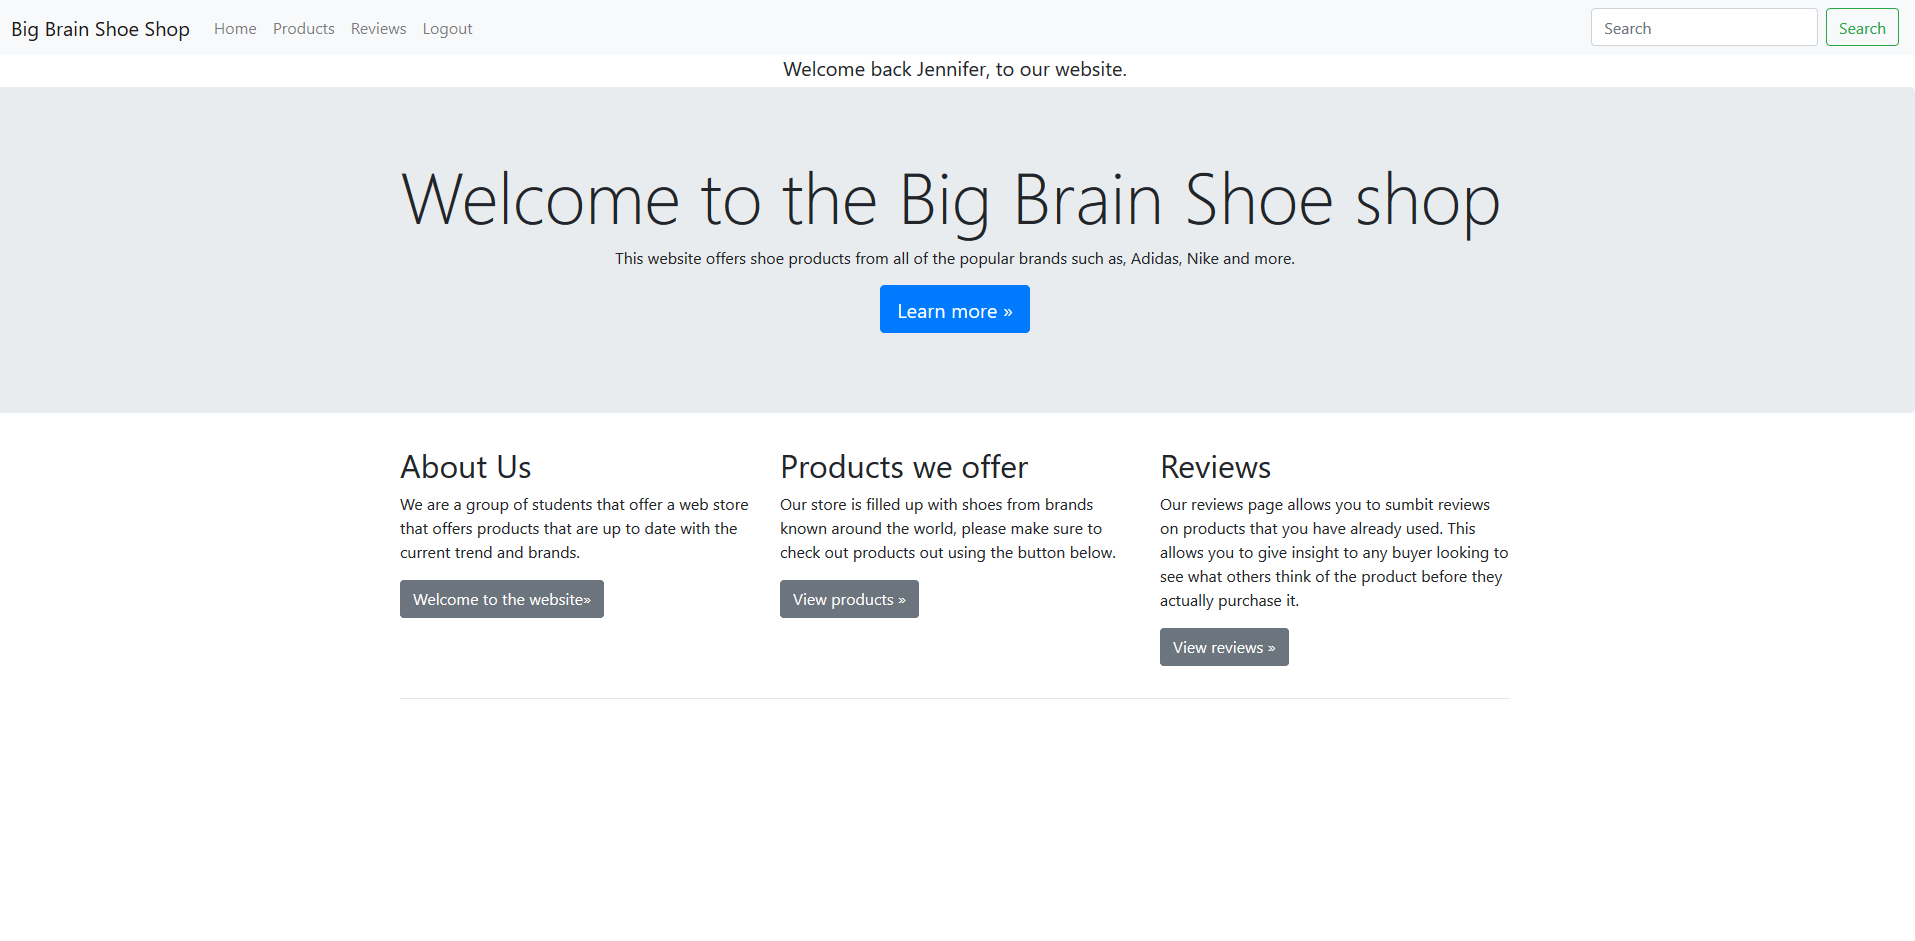 Big Brain Shoe Shop Home Products Reviews Logout Search Search
Welcome back Jennifer, to our website.
Welcome to the Big Brain Shoe shop
This website offers shoe products from all of the popular brands such as, Adidas, Nike and more.
Learn more »
About Us
We are a group of students that offer a web store
that offers products that are up to date with the
current trend and brands.
Welcome to the website»
Products we offer
Our store is filled up with shoes from brands
known around the world, please make sure to
check out products out using the button below.
View products »
Reviews
Our reviews page allows you to sumbit reviews
on products that you have already used. This
allows you to give insight to any buyer looking to
see what others think of the product before they
actually purchase it.
View reviews »